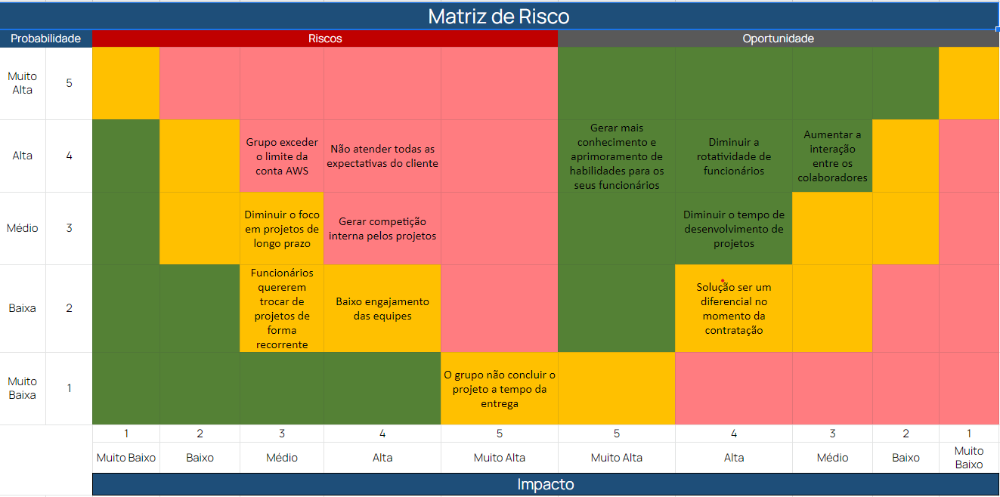 Matriz de Risco
Probabilidade
Riscos
Oportunidade
Muito
Alta
5
Alta
4
Grupo exceder
o limite da
conta AWS
Não atender todas as
expectativas do cliente
Gerar mais
conhecimento e
aprimoramento de
habilidades para os
seus funcionários
Diminuir a
rotatividade de
funcionários
Aumentar a
interação
entre os
colaboradores
Médio
3
Diminuir o foco
em projetos de
longo prazo
Gerar competição
interna pelos projetos
Diminuir o tempo de
desenvolvimento de
projetos
Baixa
2
Funcionários
quererem
trocar de
projetos de
forma
recorrente
Baixo engajamento
das equipes
Solução ser um
diferencial no
momento da
contratação
Muito
Baixa
1
O grupo não concluir o
projeto a tempo da
entrega
1
2
3
4
5
5
4
3
2
1
Muito Baixo
Baixo
Médio
Alta
Muito Alta
Muito Alta
Alta
Médio
Baixo
Muito
Baixo
Impacto